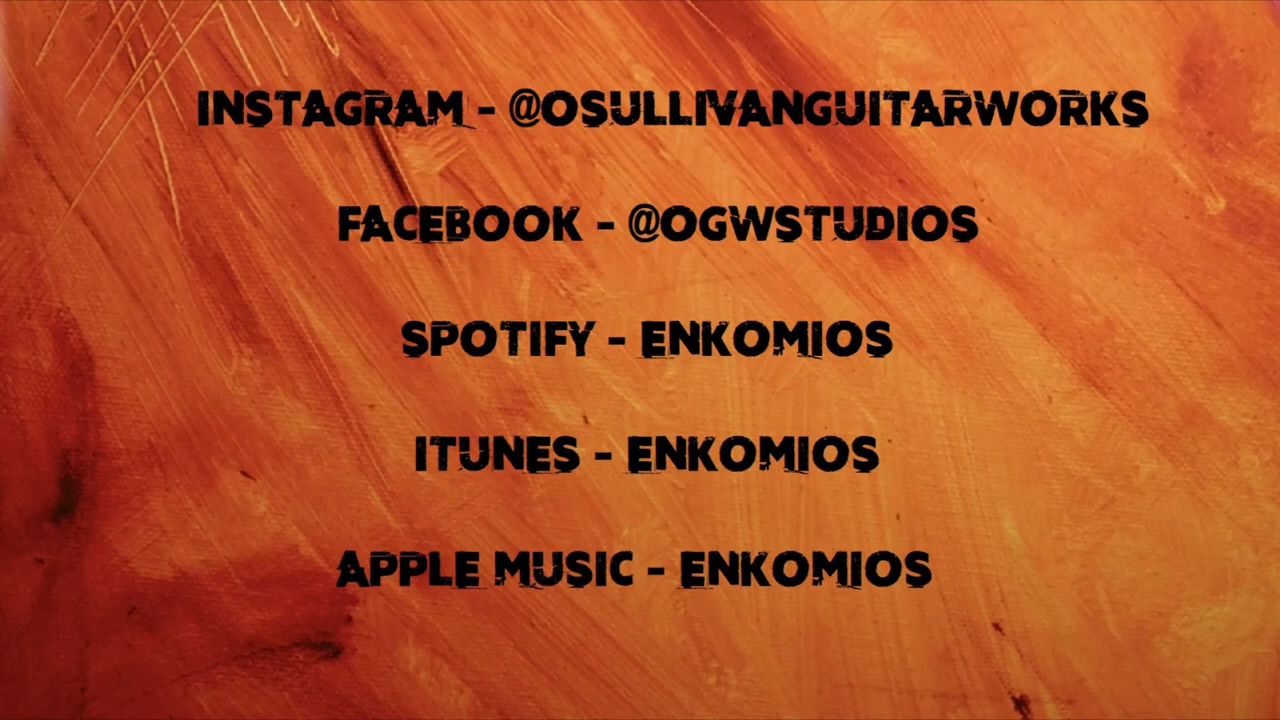 INSTAGRAM - @OSULLIVANGUITARWORKS
FACEBOOK - @OGWSTUDIOS
SPOTIFY - ENKOMIOS
ITUNES - ENKOMIOS
APPLE MUSIC - ENKOMIOS